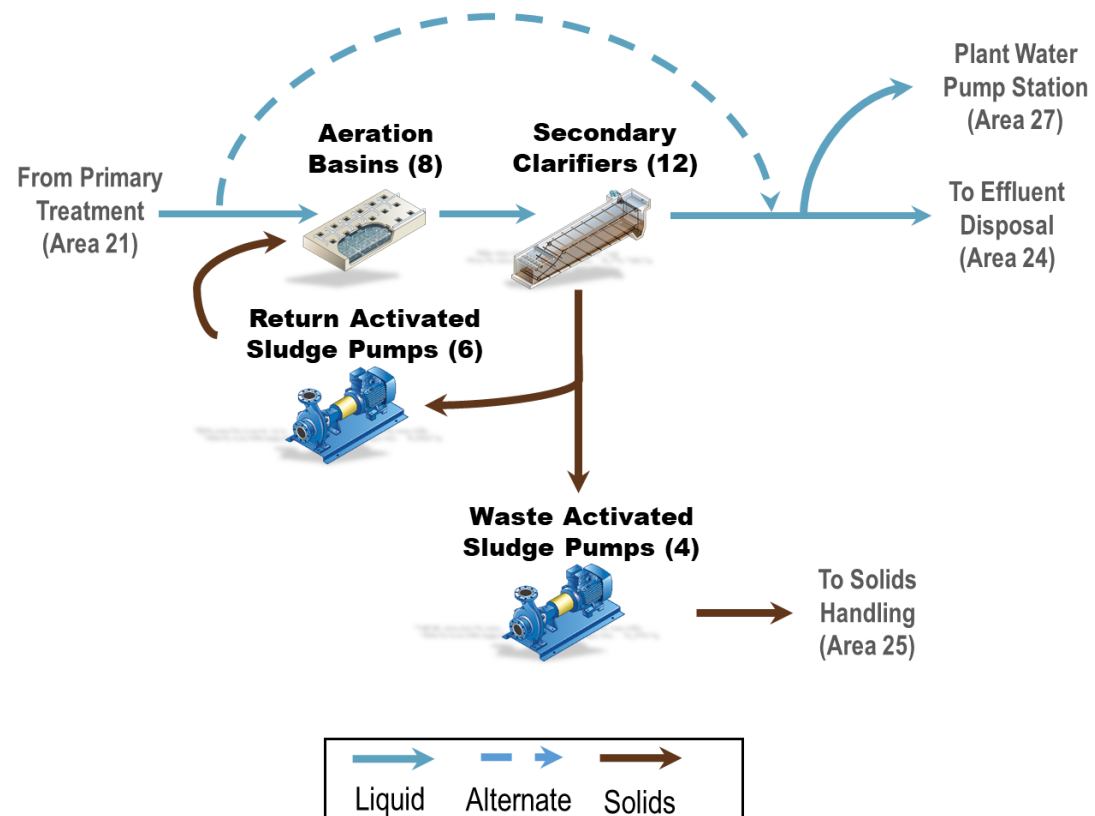 Plant Water
Pump Station
(Area 27)
Aeration
Basins (8)
Secondary
Clarifiers (12)
From Primary
Treatment
(Area 21)
To Effluent
Disposal
(Area 24)
Return Activated
Sludge Pumps (6)
Waste Activated
Sludge Pumps (4)
To Solids
Handling
(Area 25)
Liquid
Alternate
Solids